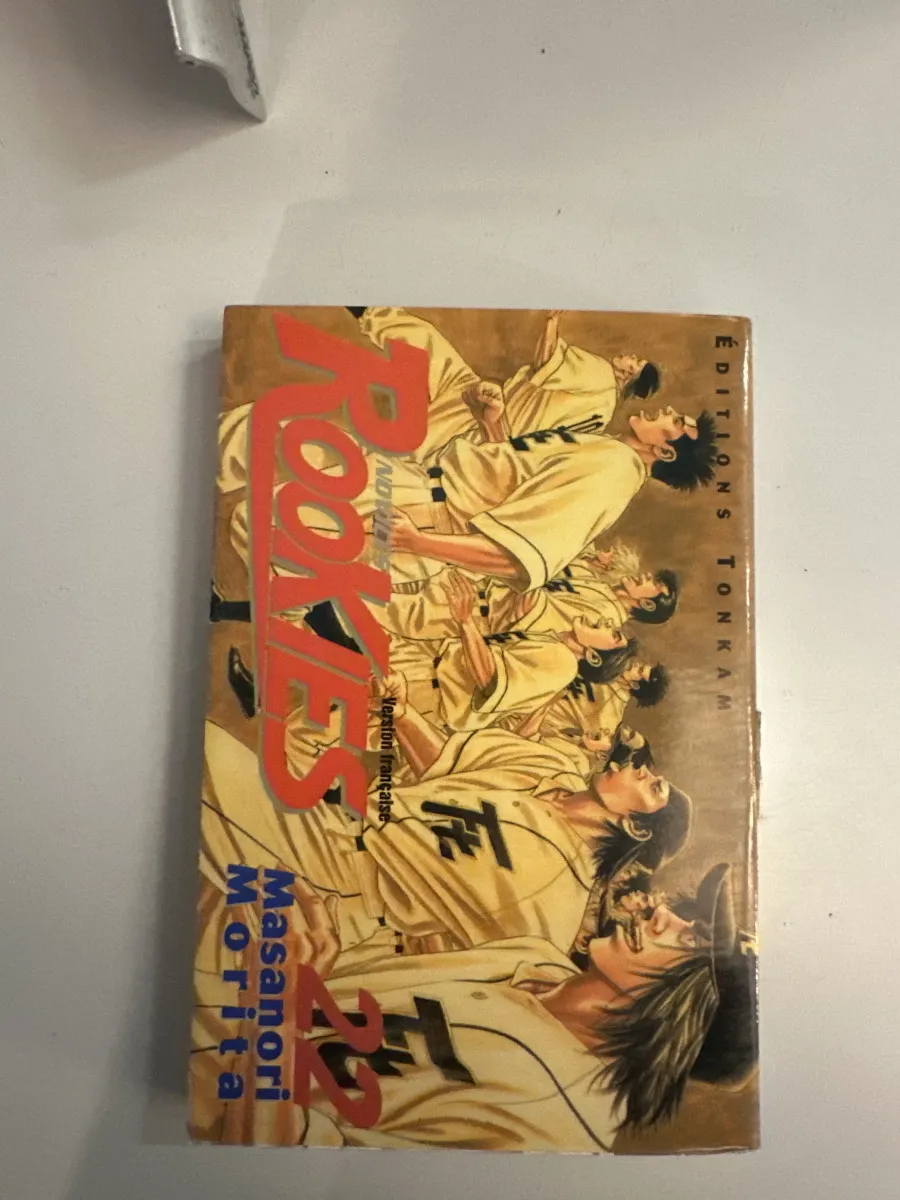 ÉDITIONS TONKAM
ROOKIES
Version française
22
Masanori
Morita